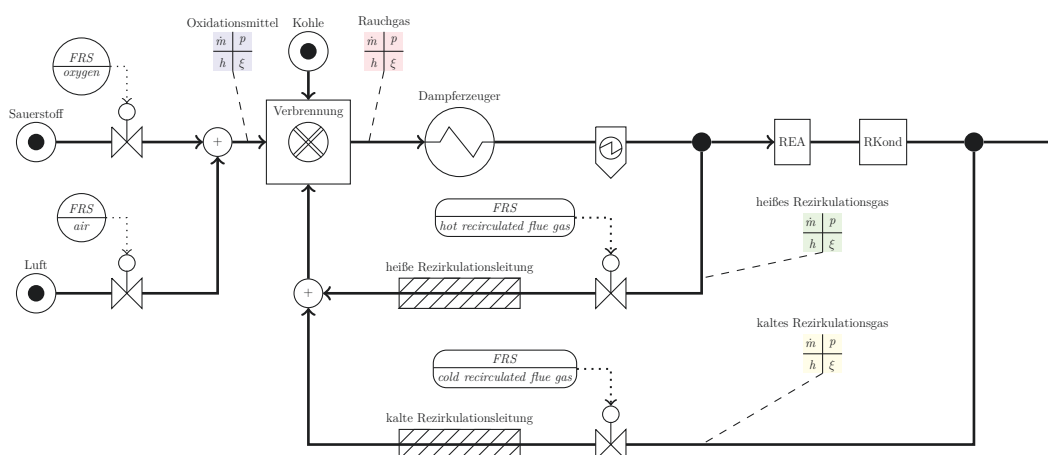 Oxidationsmittel
Kohle
Rauchgas
ṁ p
h ξ
ṁ p
h ξ
FRS
oxygen
Verbrennung
Dampferzeuger
Sauerstoff
+
REA
RKond
FRS
air
FRS
hot recirculated flue gas
heißes Rezirkulationsgas
ṁ p
h ξ
Luft
heiße Rezirkulationsleitung
+
kaltes Rezirkulationsgas
ṁ p
h ξ
FRS
cold recirculated flue gas
kalte Rezirkulationsleitung